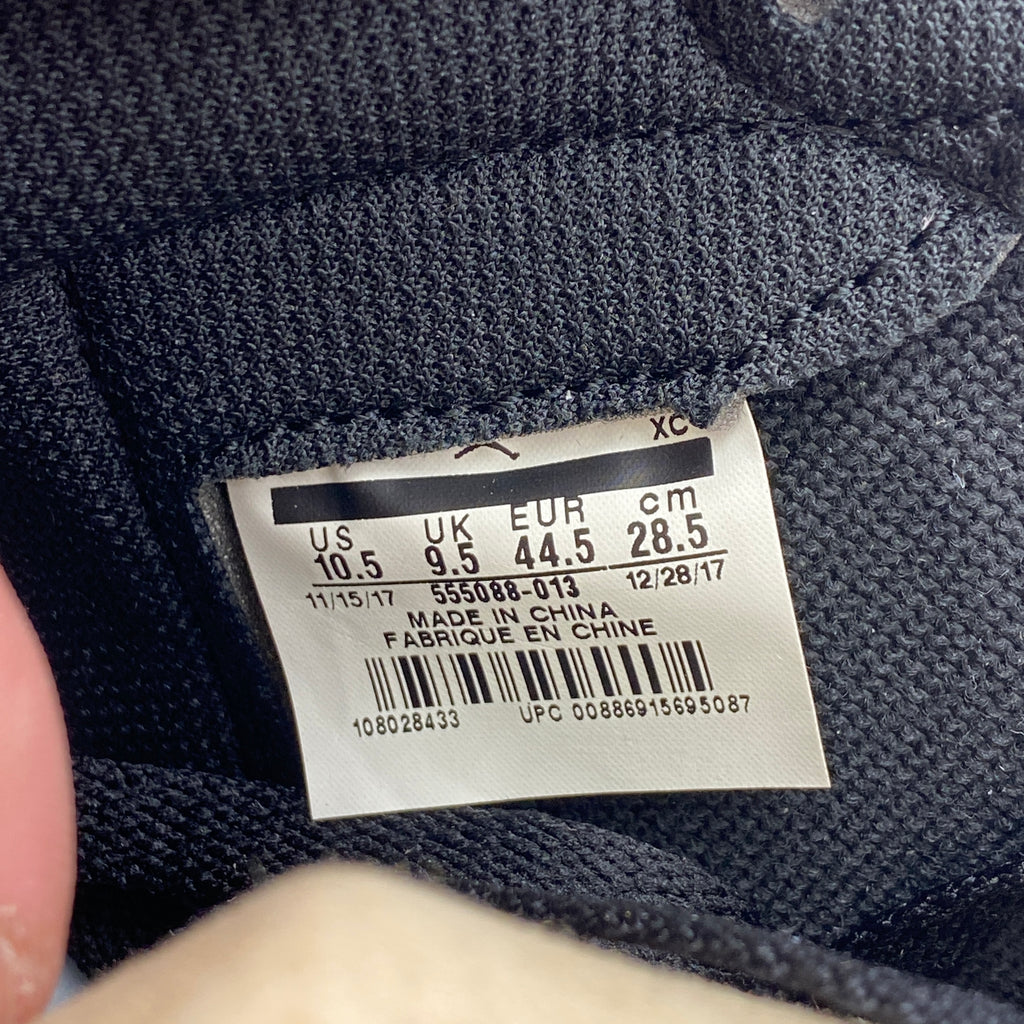 XC
US UK EUR cm
10.5 9.5 44.5 28.5
11/15/17 555088-013 12/28/17
MADE IN CHINA
FABRIQUE EN CHINE
108028433 UPC 00886915695087